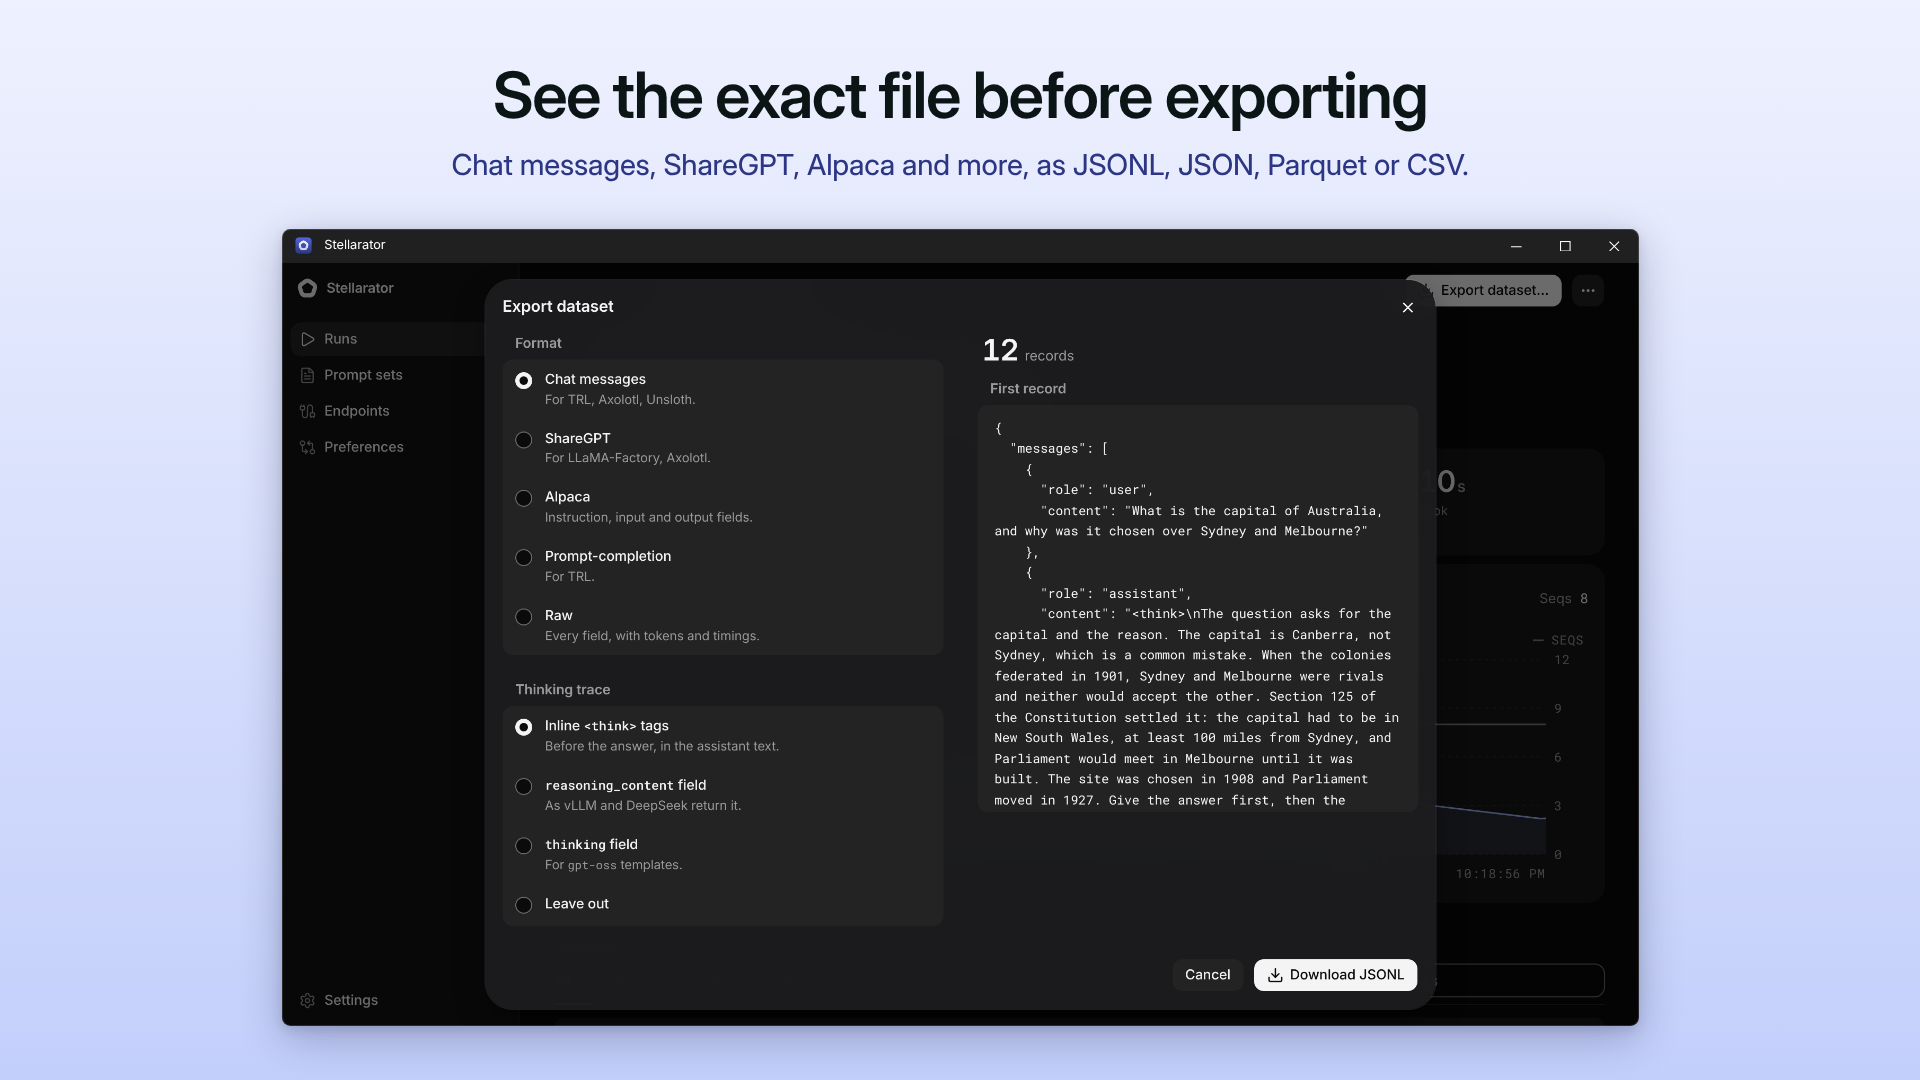 See the exact file before exporting
Chat messages, ShareGPT, Alpaca and more, as JSONL, JSON, Parquet or CSV.
Stellarator
Stellarator
Runs
Prompt sets
Endpoints
Preferences
Settings
Export dataset...
Export dataset
Format
Chat messages
For TRL, Axolotl, Unsloth.
ShareGPT
For LLaMA-Factory, Axolotl.
Alpaca
Instruction, input and output fields.
Prompt-completion
For TRL.
Raw
Every field, with tokens and timings.
Thinking trace
Inline <think> tags
Before the answer, in the assistant text.
reasoning_content field
As vLLM and DeepSeek return it.
thinking field
For gpt-oss templates.
Leave out
12 records
First record
{
"messages": [
{
"role": "user",
"content": "What is the capital of Australia,
and why was it chosen over Sydney and Melbourne?"
},
{
"role": "assistant",
"content": "<think>\nThe question asks for the
capital and the reason. The capital is Canberra, not
Sydney, which is a common mistake. When the colonies
federated in 1901, Sydney and Melbourne were rivals
and neither would accept the other. Section 125 of
the Constitution settled it: the capital had to be in
New South Wales, at least 100 miles from Sydney, and
Parliament would meet in Melbourne until it was
built. The site was chosen in 1908 and Parliament
moved in 1927. Give the answer first, then the
Cancel
Download JSONL
0s
ok
Seqs 8
SEQS
12
9
6
3
0
10:18:56 PM